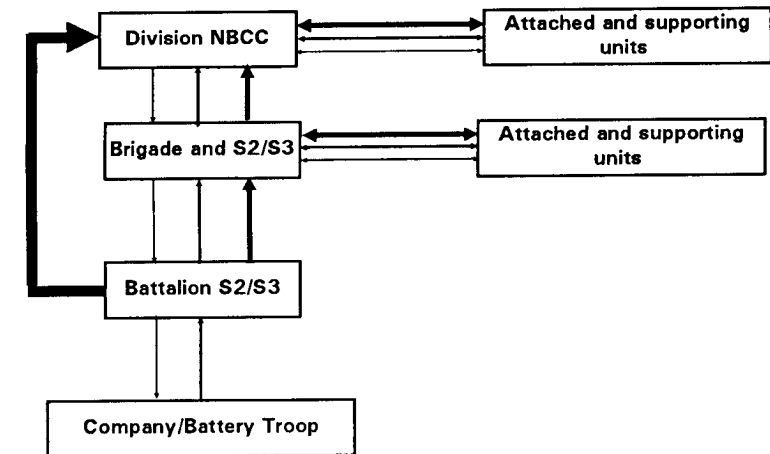 Division NBCC
Attached and supporting
units
Brigade and S2/S3
Attached and supporting
units
Battalion S2/S3
Company/Battery Troop